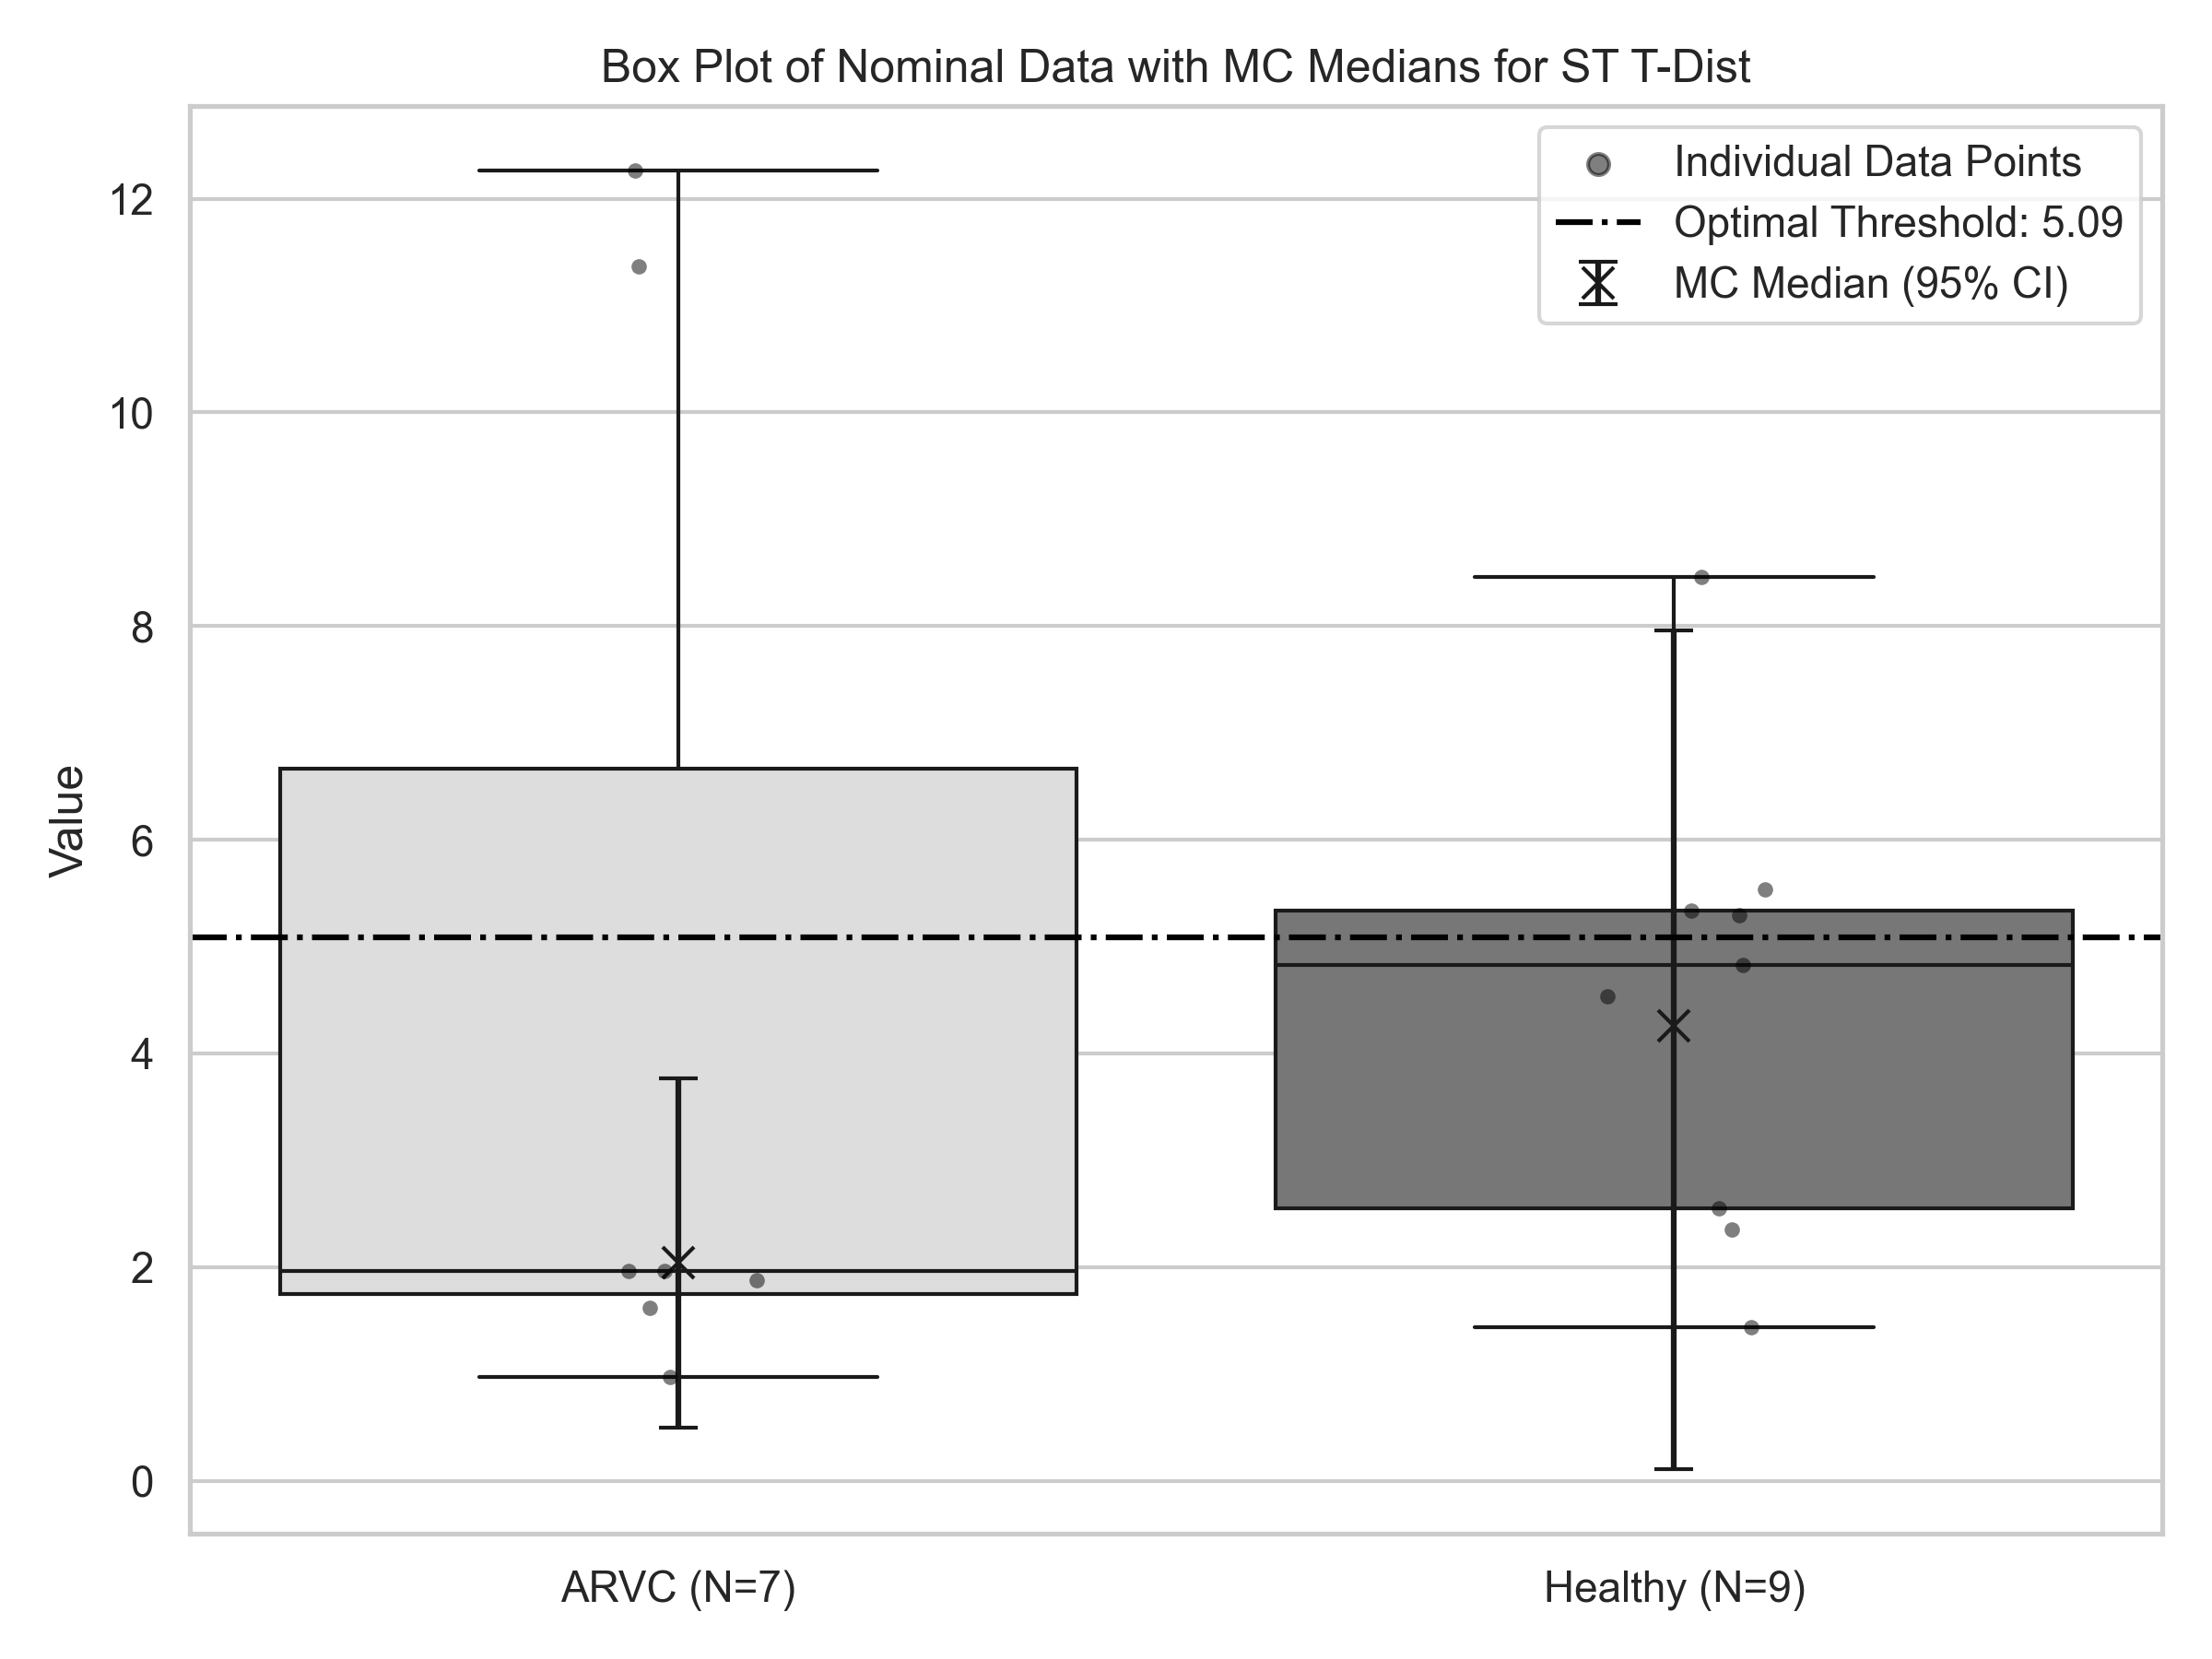 Box Plot of Nominal Data with MC Medians for ST T-Dist
Individual Data Points
Optimal Threshold: 5.09
MC Median (95% CI)
Value
12
10
8
6
4
2
0
ARVC (N=7)
Healthy (N=9)